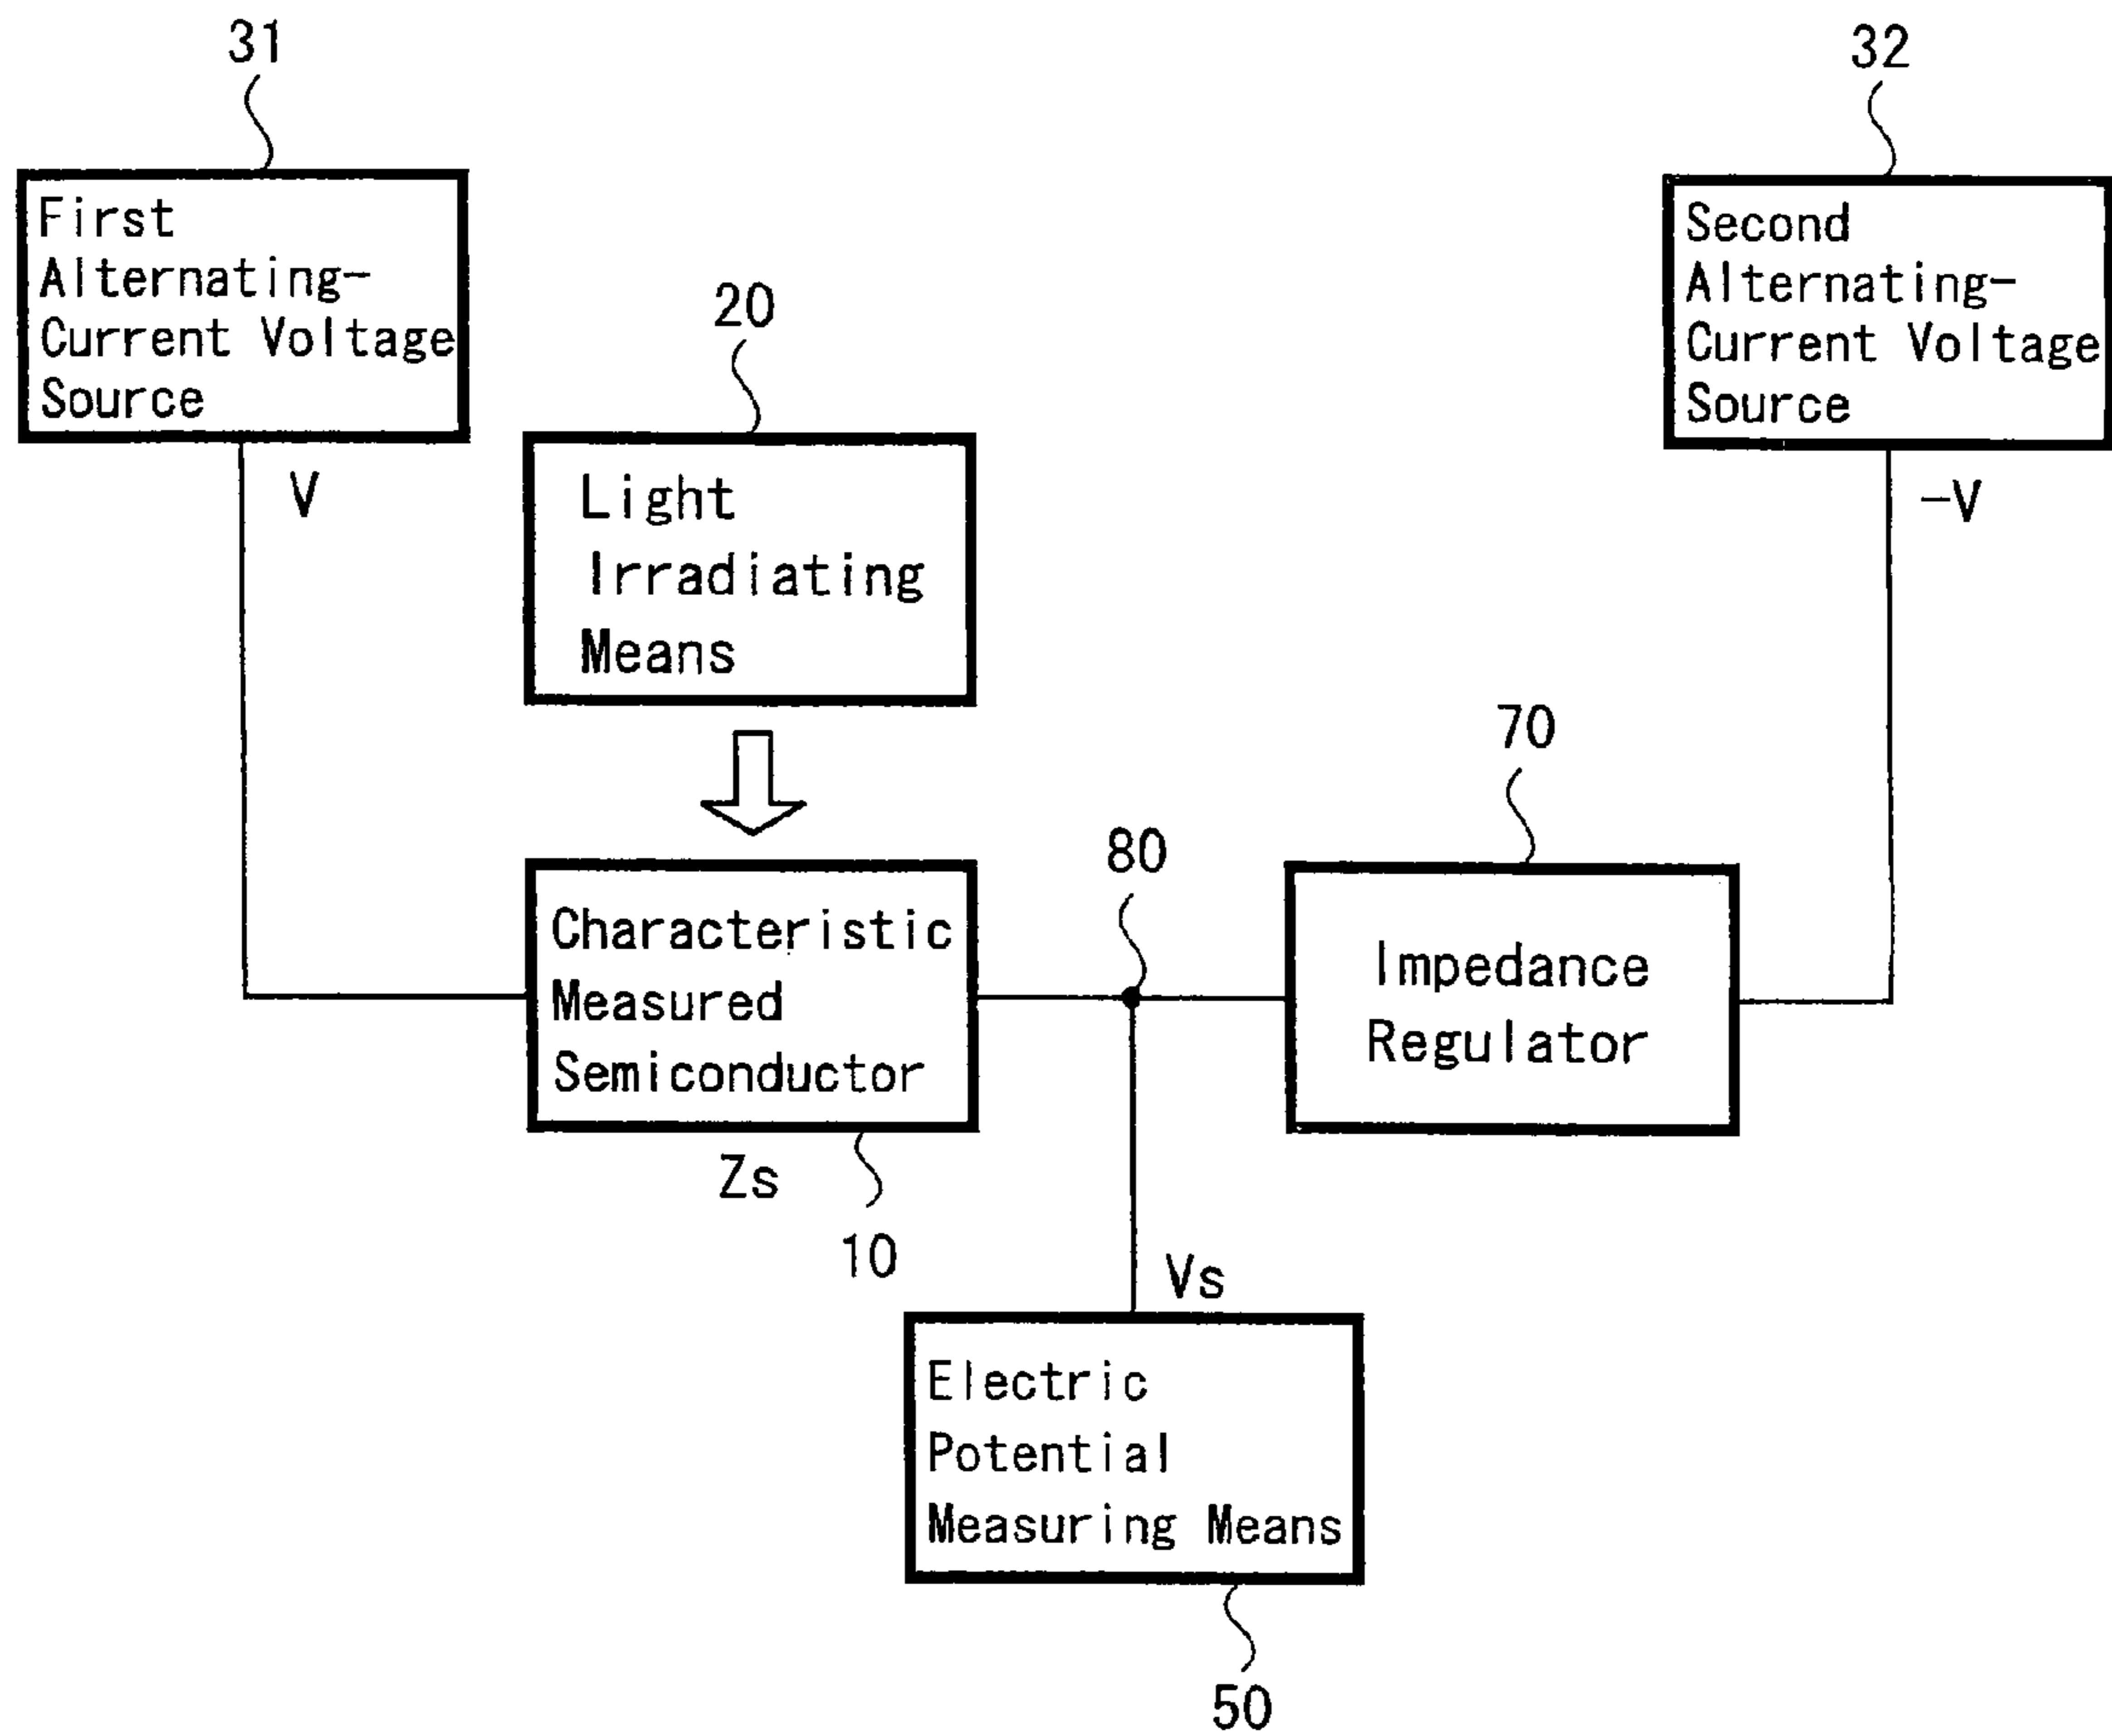 31
32
First
Alternating-
Current Voltage
Source
Second
Alternating-
Current Voltage
Source
20
V
-V
Light
Irradiating
Means
70
80
Characteristic
Measured
Semiconductor
Impedance
Regulator
Zs
10
Vs
Electric
Potential
Measuring Means
50